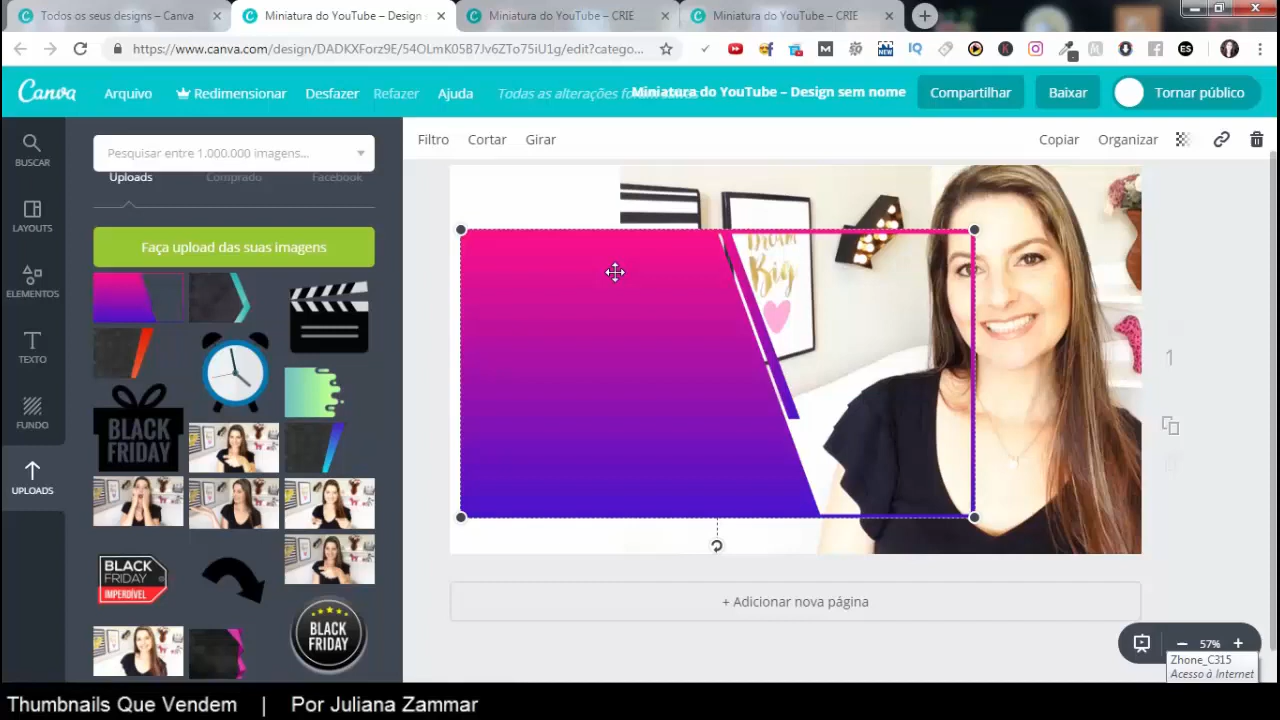 Todos os seus designs – Canva
Miniatura do YouTube – Design s
Miniatura do YouTube – CRIE
Miniatura do YouTube – CRIE
https://www.canva.com/design/DADKXForz9E/54OLmK05B7Jv6ZTo75iU1g/edit?catego...
Canva
Arquivo
Redimensionar
Desfazer
Refazer
Ajuda
Todas as alterações
Miniatura do YouTube – Design sem nome
Compartilhar
Baixar
Tornar público
BUSCAR
LAYOUTS
ELEMENTOS
TEXTO
FUNDO
UPLOADS
Pesquisar entre 1.000.000 imagens...
Uploads
Comprado
Facebook
Faça upload das suas imagens
BLACK
FRIDAY
BLACK
FRIDAY
IMPERDÍVEL
BLACK
FRIDAY
Filtro
Cortar
Girar
Copiar
Organizar
Dream
Big
1
+ Adicionar nova página
57%
Zhone_C315
Acesso à Internet
Thumbnails Que Vendem | Por Juliana Zammar